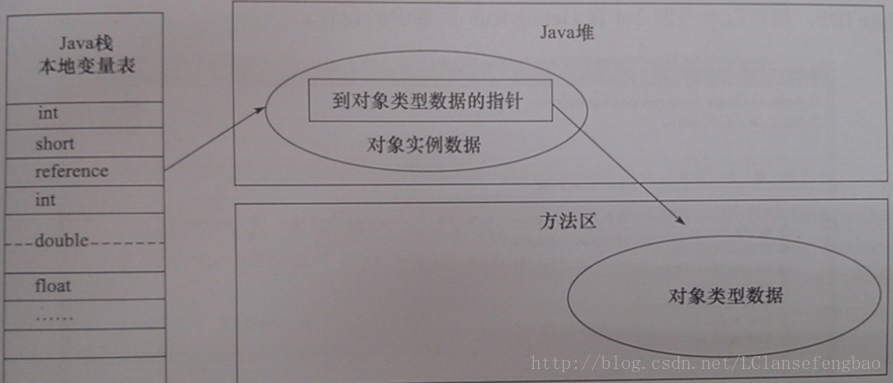 Java栈
本地变量表
int
short
reference
int
double
float
......
Java堆
到对象类型数据的指针
对象实例数据
方法区
对象类型数据
http://blog.csdn.net/LClansefengbao